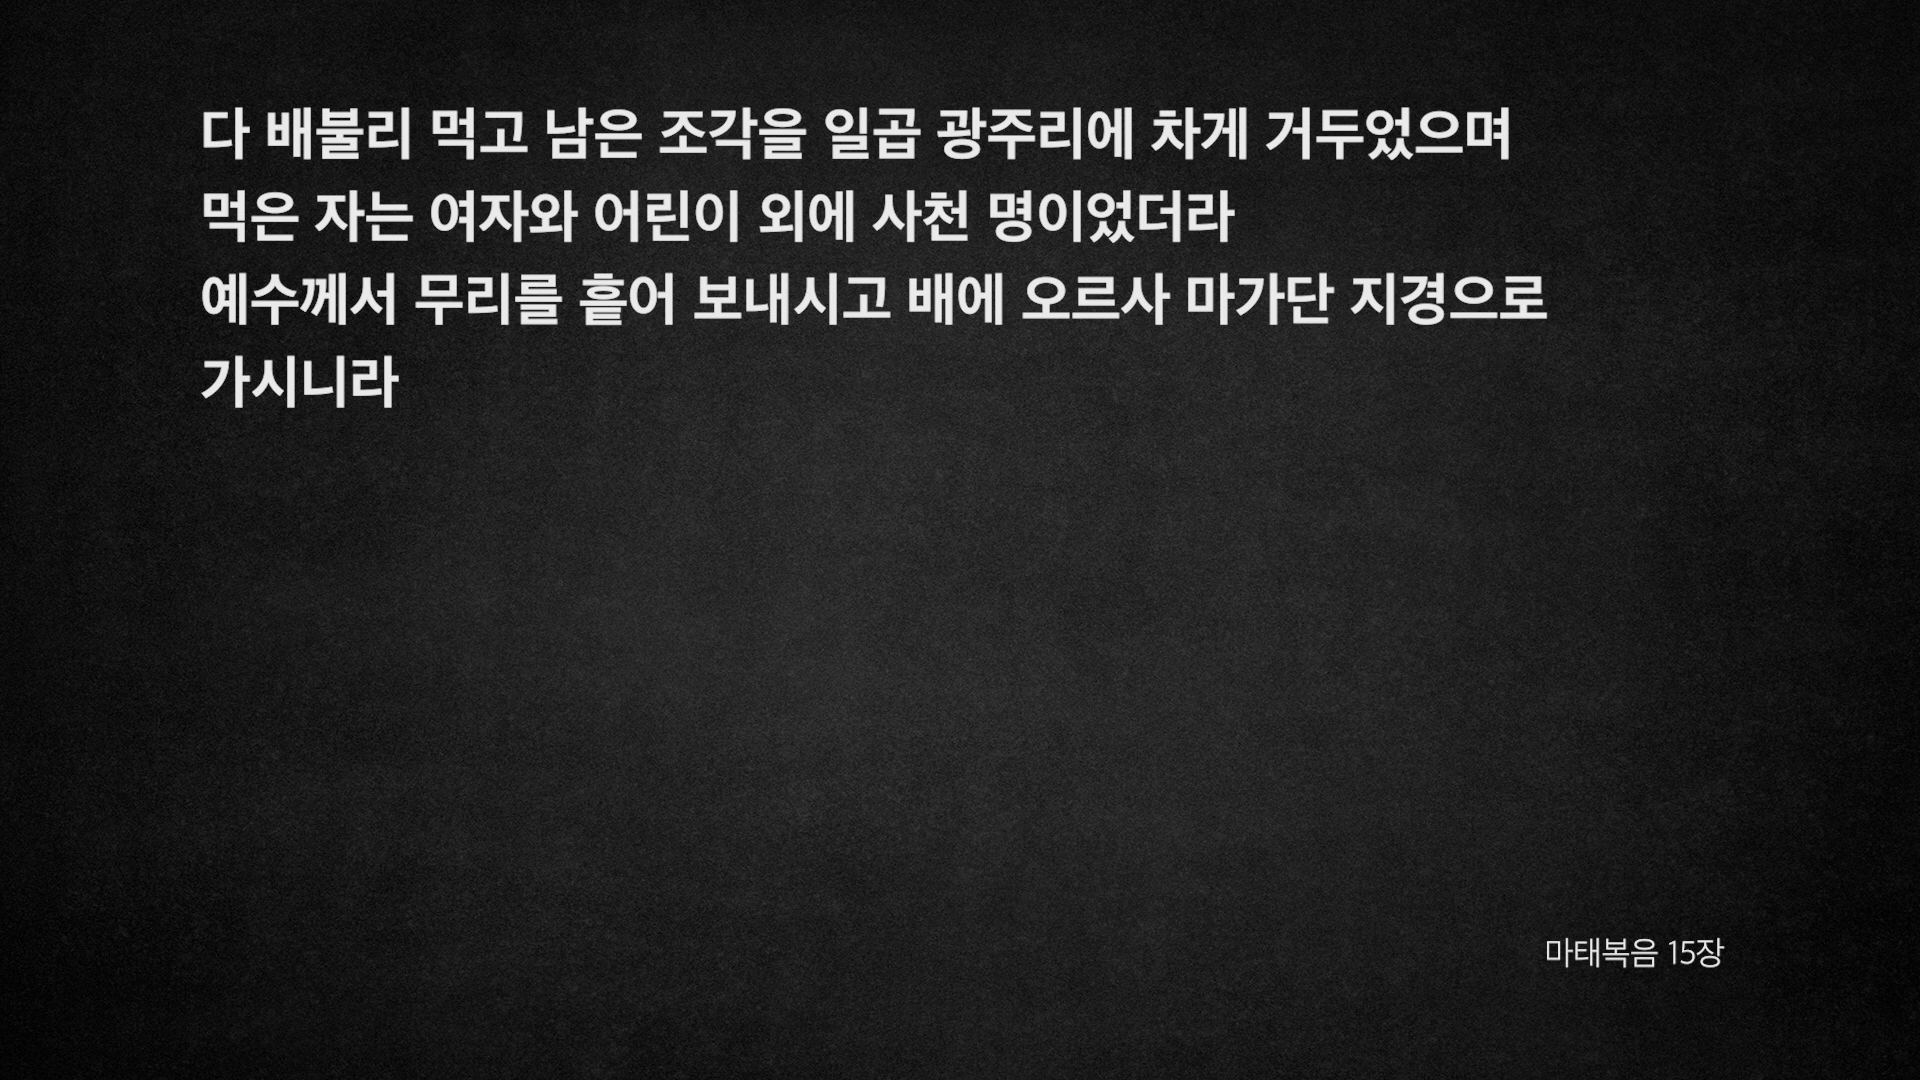 다 배불리 먹고 남은 조각을 일곱 광주리에 차게 거두었으며
먹은 자는 여자와 어린이 외에 사천 명이었더라
예수께서 무리를 흩어 보내시고 배에 오르사 마가단 지경으로
가시니라
마태복음 15장